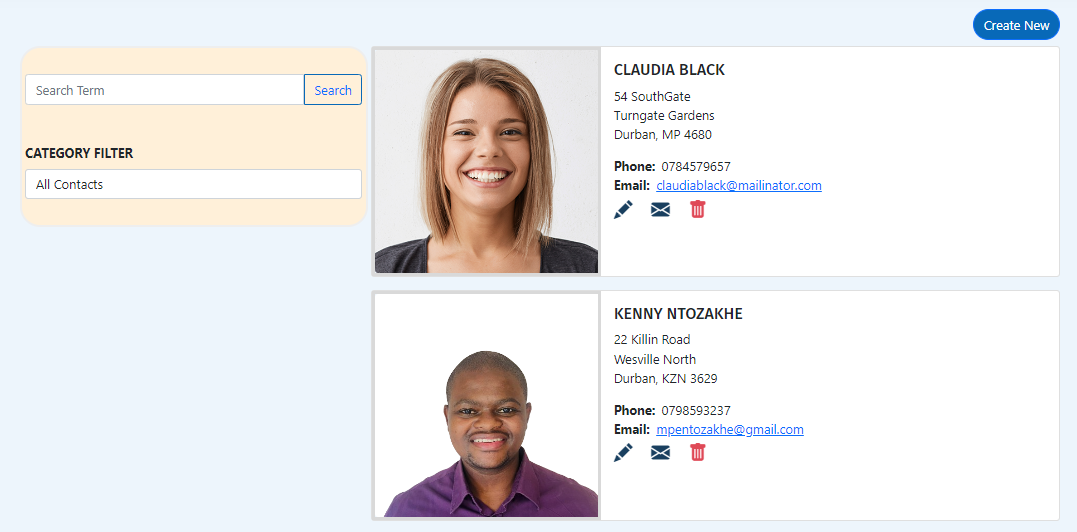 Create New
Search Term
Search
CATEGORY FILTER
All Contacts
CLAUDIA BLACK
54 SouthGate
Turngate Gardens
Durban, MP 4680
Phone: 0784579657
Email: claudiablack@mailinator.com
KENNY NTOZAKHE
22 Killin Road
Wesville North
Durban, KZN 3629
Phone: 0798593237
Email: mpentozakhe@gmail.com